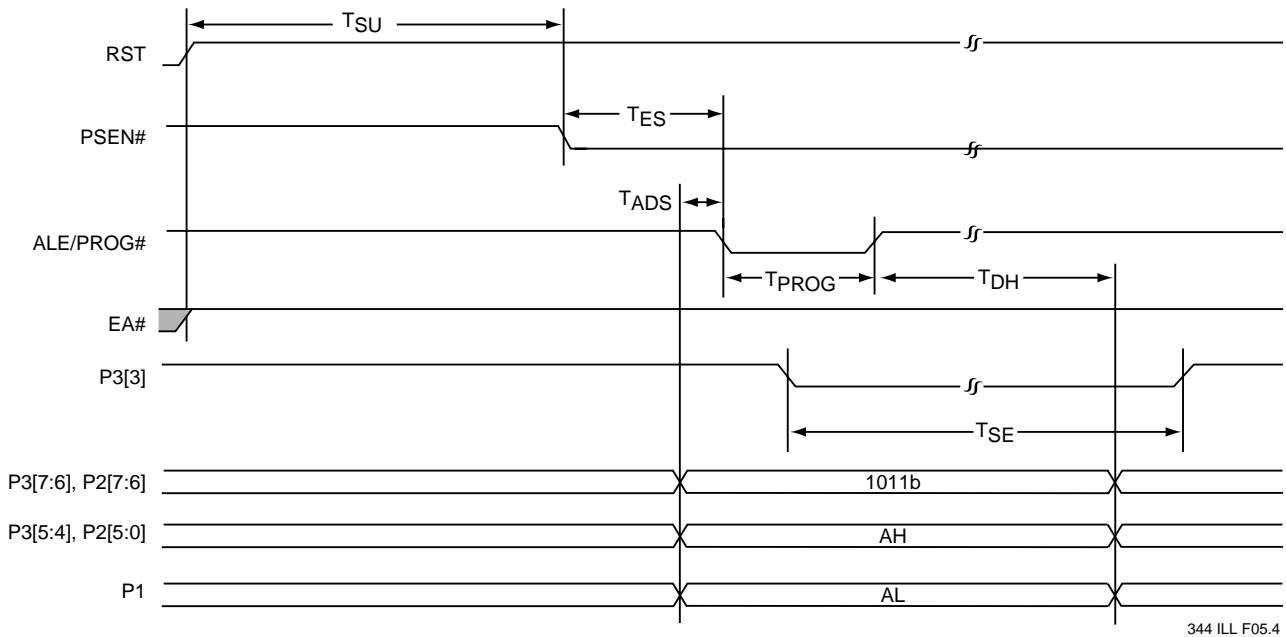 TSU
RST
TES
PSEN#
TADS
ALE/PROG#
TPROG
TDH
EA#
P3[3]
TSE
P3[7:6], P2[7:6]
1011b
P3[5:4], P2[5:0]
AH
P1
AL
344 ILL F05.4